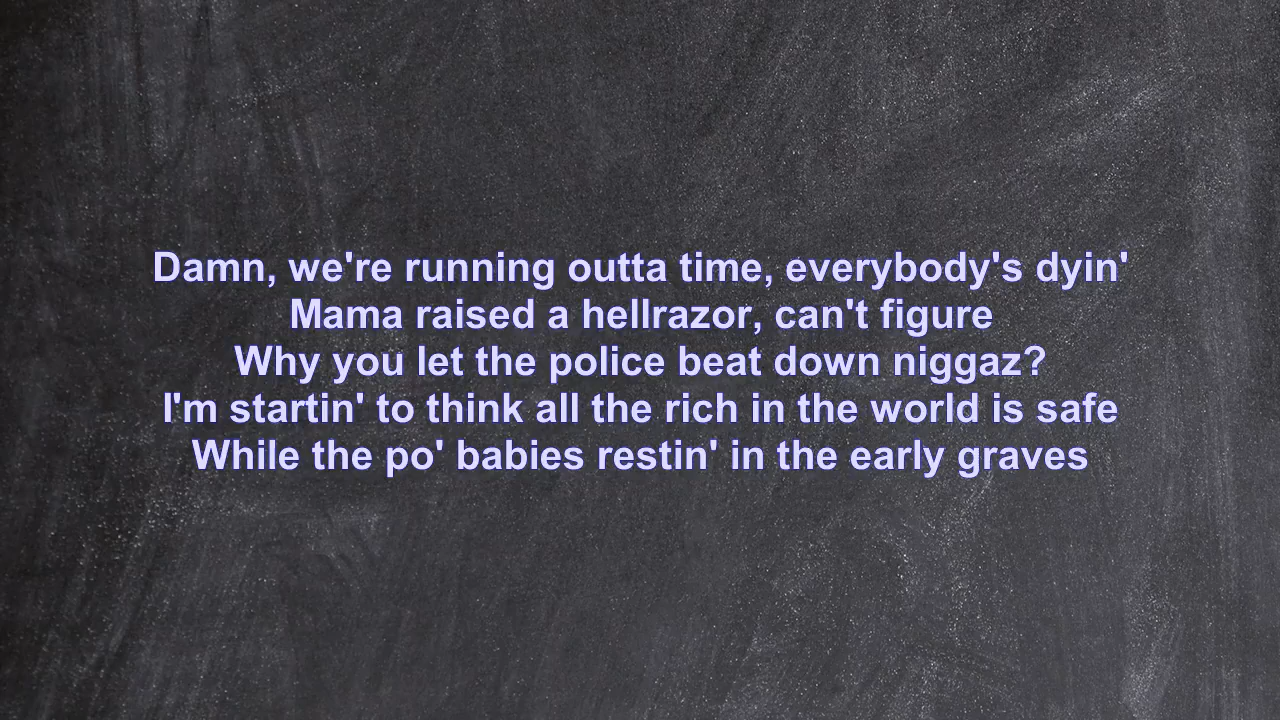 Damn, we're running outta time, everybody's dyin'
Mama raised a hellrazor, can't figure
Why you let the police beat down niggaz?
I'm startin' to think all the rich in the world is safe
While the po' babies restin' in the early graves